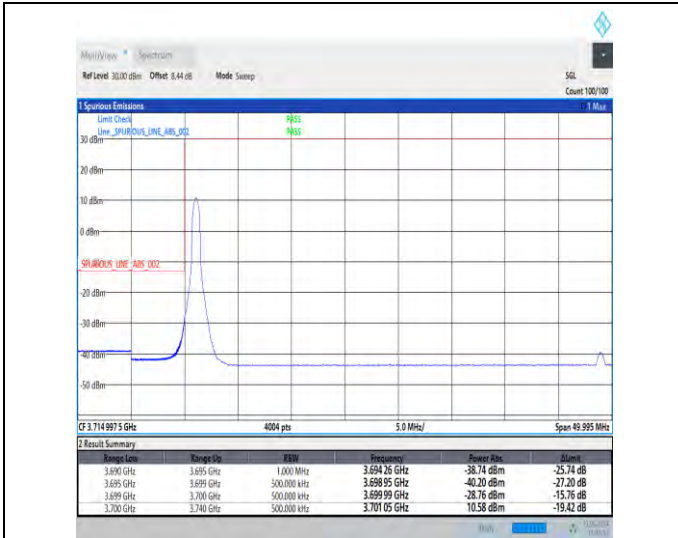 MultiView Spectrum
Ref Level 30.00 dBm Offset 8.44 dB Mode Sweep SGL
Count 100/100
1 Spurious Emissions 1 Max
Limit Check PASS
Line _SPURIOUS_LINE_ABS_002 PASS
30 dBm
20 dBm
10 dBm
0 dBm
_SPURIOUS_LINE_ABS_002
-20 dBm
-30 dBm
-40 dBm
-50 dBm
CF 3.714 997 5 GHz 4004 pts 5.0 MHz/ Span 49.995 MHz
2 Result Summary
Range Low Range Up RBW Frequency Power Abs ΔLimit
3.690 GHz 3.695 GHz 1.000 MHz 3.694 26 GHz -38.74 dBm -25.74 dB
3.695 GHz 3.699 GHz 500.000 kHz 3.698 95 GHz -40.20 dBm -27.20 dB
3.699 GHz 3.700 GHz 500.000 kHz 3.699 99 GHz -28.76 dBm -15.76 dB
3.700 GHz 3.740 GHz 500.000 kHz 3.701 05 GHz 10.58 dBm -19.42 dB